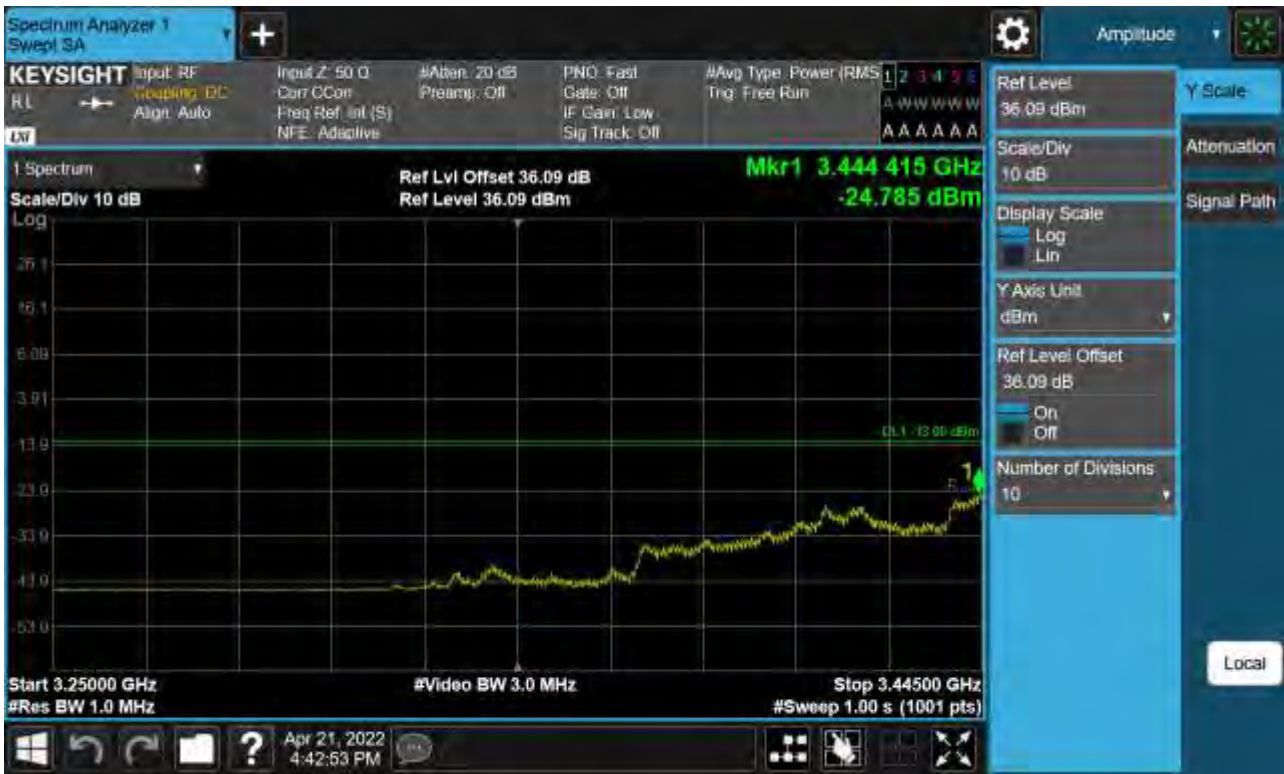 Spectrum Analyzer 1
Swept SA
+
Amplitude
KEYSIGHT
Input: RF
Coupling: DC
Align: Auto
Input Z: 50 Ω
Corr CCorr
Freq Ref: Int (S)
NFE: Adaptive
#Atten: 20 dB
Preamp: Off
PNO: Fast
Gate: Off
IF Gain: Low
Sig Track: Off
#Avg Type: Power (RMS
Trig: Free Run
1 2 3 4 5 6
A W W W W W
A A A A A A
R L
LXI
1 Spectrum
Scale/Div 10 dB
Log
Ref Lvl Offset 36.09 dB
Ref Level 36.09 dBm
Mkr1 3.444 415 GHz
-24.785 dBm
26.1
16.1
6.09
-3.91
-13.9
-23.9
-33.9
-43.9
-53.9
DL1 -13.00 dBm
1
Start 3.25000 GHz
#Res BW 1.0 MHz
#Video BW 3.0 MHz
Stop 3.44500 GHz
#Sweep 1.00 s (1001 pts)
Ref Level
36.09 dBm
Scale/Div
10 dB
Display Scale
Log
Lin
Y Axis Unit
dBm
Ref Level Offset
36.09 dB
On
Off
Number of Divisions
10
Y Scale
Attenuation
Signal Path
Local
?
Apr 21, 2022
4:42:53 PM